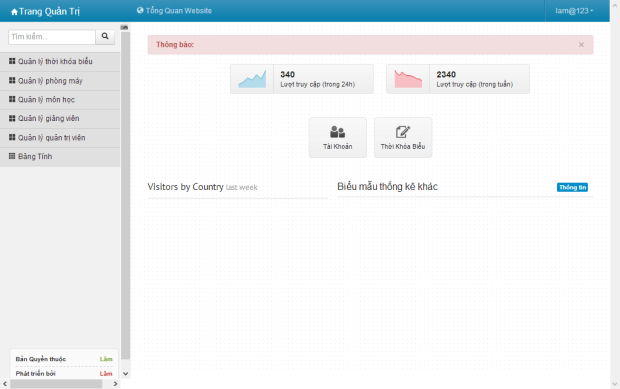 Trang Quản Trị
Tổng Quan Website
lam@123
Tìm kiếm...
Quản lý thời khóa biểu
Quản lý phòng máy
Quản lý môn học
Quản lý giảng viên
Quản lý quản trị viên
Bảng Tính
Thông báo:
×
340
Lượt truy cập (trong 24h)
2340
Lượt truy cập (trong tuần)
Tài Khoản
Thời Khóa Biểu
Visitors by Country last week
Biểu mẫu thống kê khác
Thông tin
Bản Quyền thuộc
Lâm
Phát triển bởi
Lâm